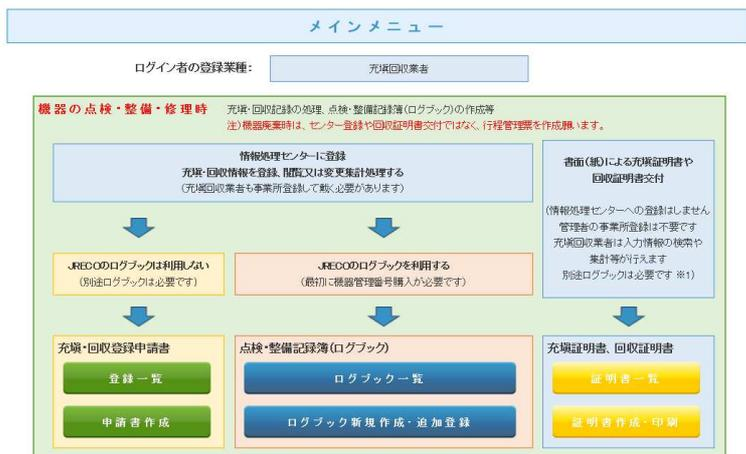 メインメニュー
ログイン者の登録業種:
充填回収業者
機器の点検・整備・修理時
充填・回収記録の処理、点検・整備記録簿(ログブック)の作成等
注)機器廃棄時は、センター登録や回収証明書交付ではなく、行程管理票を作成願います。
情報処理センターに登録
充填・回収情報を登録、閲覧又は変更集計処理する
(充填回収業者も事業所登録して戴く必要があります)
書面(紙)による充填証明書や
回収証明書交付
(情報処理センターへの登録はしません
管理者の事業所登録は不要です
充填回収業者は入力情報の検索や
集計等が行えます
別途ログブックは必要です ※1)
JRECOのログブックは利用しない
(別途ログブックは必要です)
JRECOのログブックを利用する
(最初に機器管理番号購入が必要です)
充填・回収登録申請書
登録一覧
申請書作成
点検・整備記録簿(ログブック)
ログブック一覧
ログブック新規作成・追加登録
充填証明書、回収証明書
証明書一覧
証明書作成・印刷